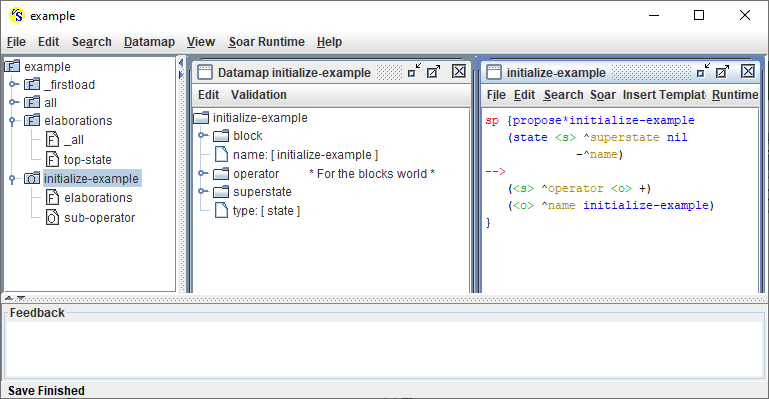 example
File Edit Search Datamap View Soar Runtime Help
example
_firstload
all
elaborations
_all
top-state
initialize-example
elaborations
sub-operator
Datamap initialize-example
Edit Validation
initialize-example
block
name: [ initialize-example ]
operator * For the blocks world *
superstate
type: [ state ]
initialize-example
File Edit Search Soar Insert Template Runtime
sp {propose*initialize-example
(state <s> ^superstate nil
-^name)
-->
(<s> ^operator <o> +)
(<o> ^name initialize-example)
}
Feedback
Save Finished